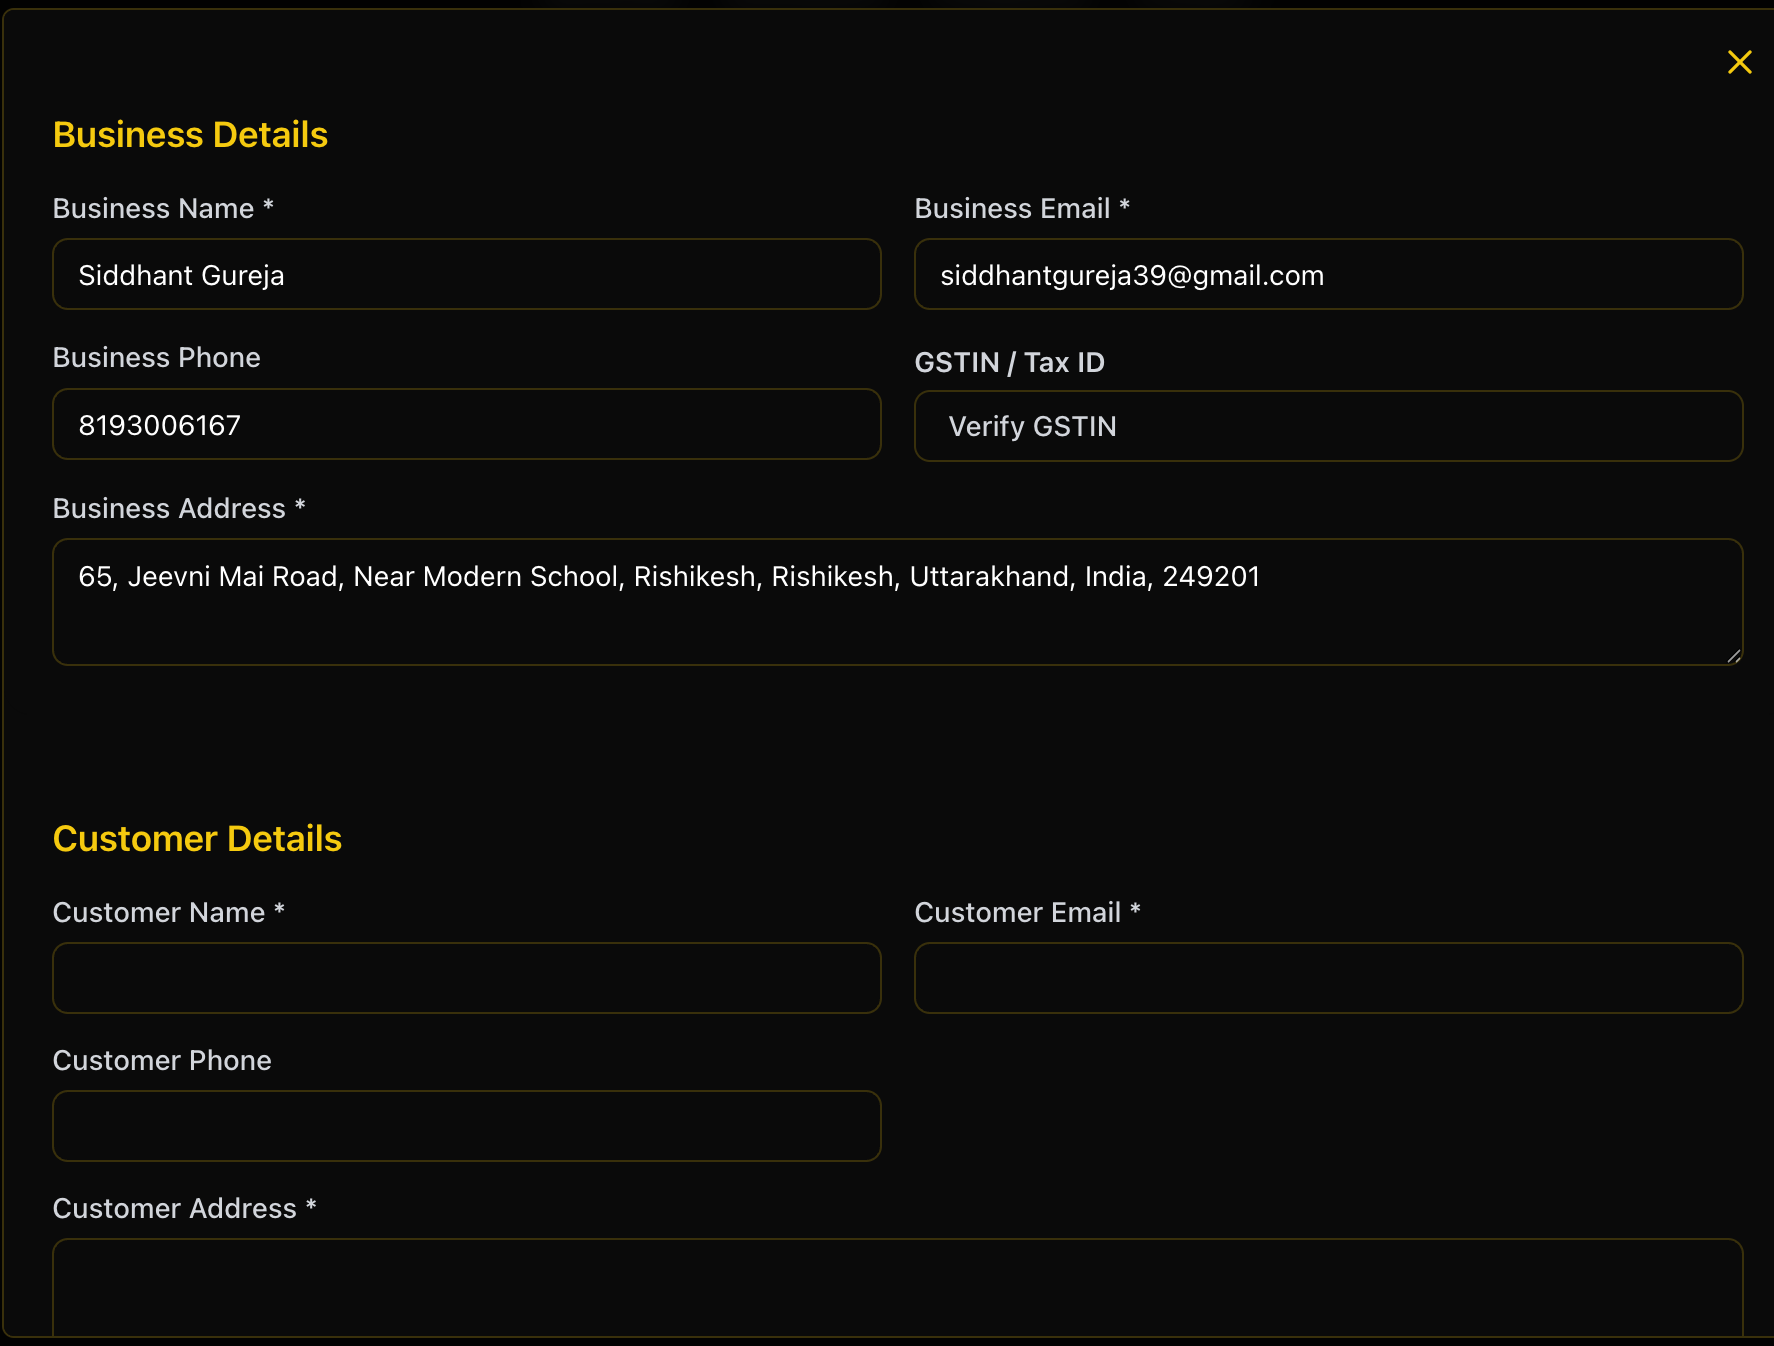 Business Details
Business Name *
Business Email *
Siddhant Gureja
siddhantgureja39@gmail.com
Business Phone
GSTIN / Tax ID
8193006167
Verify GSTIN
Business Address *
65, Jeevni Mai Road, Near Modern School, Rishikesh, Rishikesh, Uttarakhand, India, 249201
Customer Details
Customer Name *
Customer Email *
Customer Phone
Customer Address *